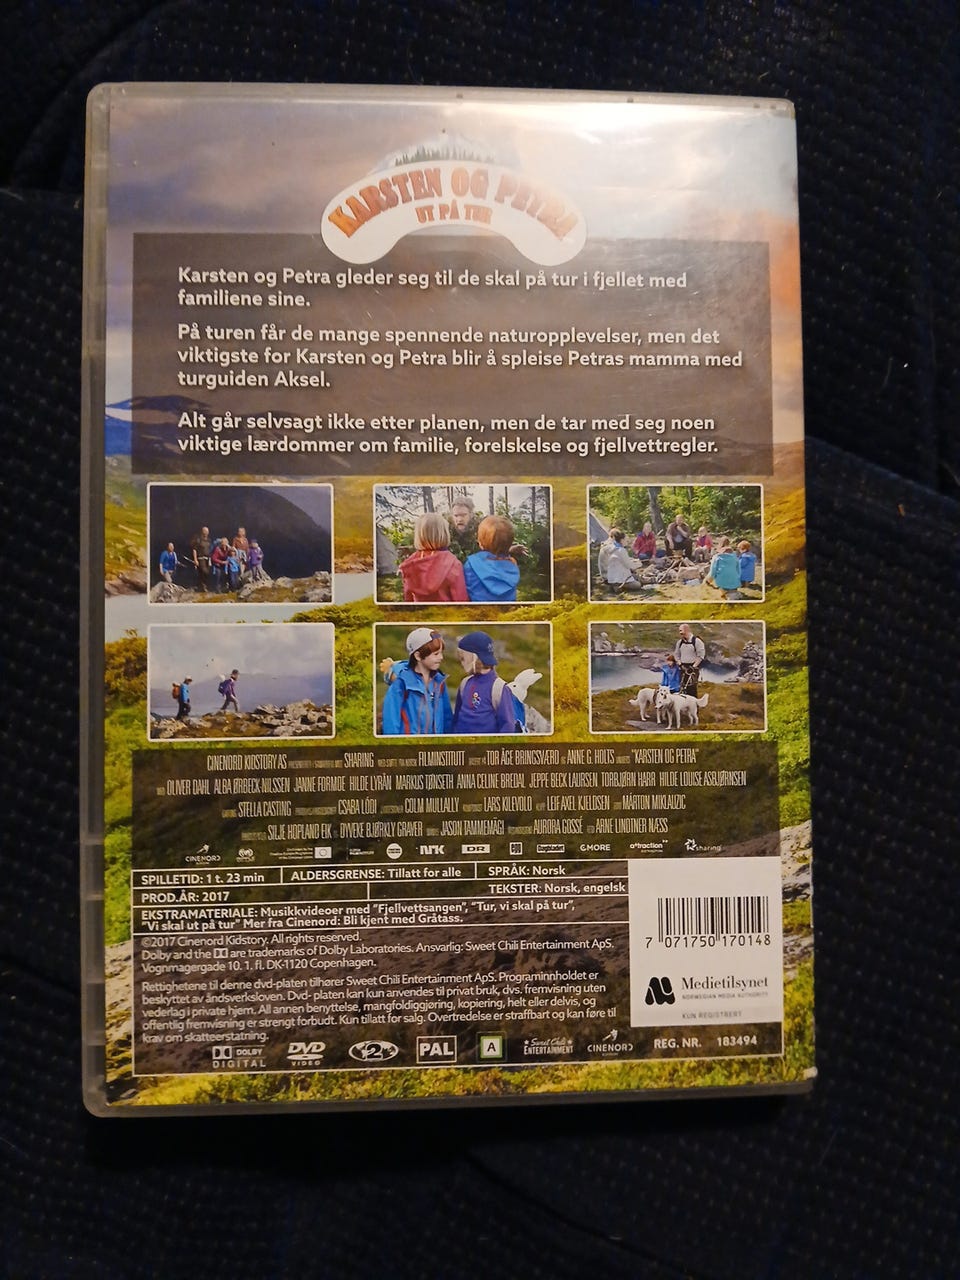 KARSTEN OG PETRA
UT PÅ TUR
Karsten og Petra gleder seg til de skal på tur i fjellet med
familiene sine.
På turen får de mange spennende naturopplevelser, men det
viktigste for Karsten og Petra blir å spleise Petras mamma med
turguiden Aksel.
Alt går selvsagt ikke etter planen, men de tar med seg noen
viktige lærdommer om familie, forelskelse og fjellvettregler.
CINENORD KIDSTORY AS SHARING FILMINSTITUTT TOR ÅGE BRINGSVÆRD OG ANNE G. HOLTS "KARSTEN OG PETRA"
OLIVER DAHL ALBA ØRBECK-NILSSEN JANNE FORMOE HILDE LYRÅN MARKUS TØNSETH ANNA CELINE BREDAL JEPPE BECK LAURSEN TORBJØRN HARR HILDE LOUISE ASBJØRNSEN
STELLA CASTING CSABA LÓDI COLM MULLALLY LARS KILEVOLD LEIF AXEL KJELDSEN MÁRTON MIKLAUZIC
SILJE HOPLAND EIK DYVEKE BJØRKLY GRAVER JASON TAMMEMÄGI AURORA GOSSÉ ARNE LINDTNER NÆSS
CINENORD NRK DR GMORE attraction sharing
SPILLETID: 1 t. 23 min ALDERSGRENSE: Tillatt for alle SPRÅK: Norsk
PROD.ÅR: 2017 TEKSTER: Norsk, engelsk
EKSTRAMATERIALE: Musikkvideoer med "Fjellvettsangen", "Tur, vi skal på tur",
"Vi skal ut på tur" Mer fra Cinenord: Bli kjent med Gråtass.
©2017 Cinenord Kidstory. All rights reserved.
Dolby and the DD are trademarks of Dolby Laboratories. Ansvarlig: Sweet Chili Entertainment ApS.
Vognmagergade 10. 1. fl. DK-1120 Copenhagen.
Rettighetene til denne dvd-platen tilhører Sweet Chili Entertainment ApS. Programinnholdet er
beskyttet av åndsverksloven. Dvd-platen kan kun anvendes til privat bruk, dvs. fremvisning uten
vederlag i private hjem. All annen benyttelse, mangfoldiggjøring, kopiering, helt eller delvis, og
offentlig fremvisning er strengt forbudt. Kun tillatt for salg. Overtredelse er straffbart og kan føre til
krav om skatteerstatning.
7 071750 170148
Medietilsynet
NORWEGIAN MEDIA AUTHORITY
KUN REGISTRERT
DOLBY
DIGITAL
DVD
VIDEO
2
PAL
A
Sweet Chili
ENTERTAINMENT
CINENORD
REG. NR. 183494